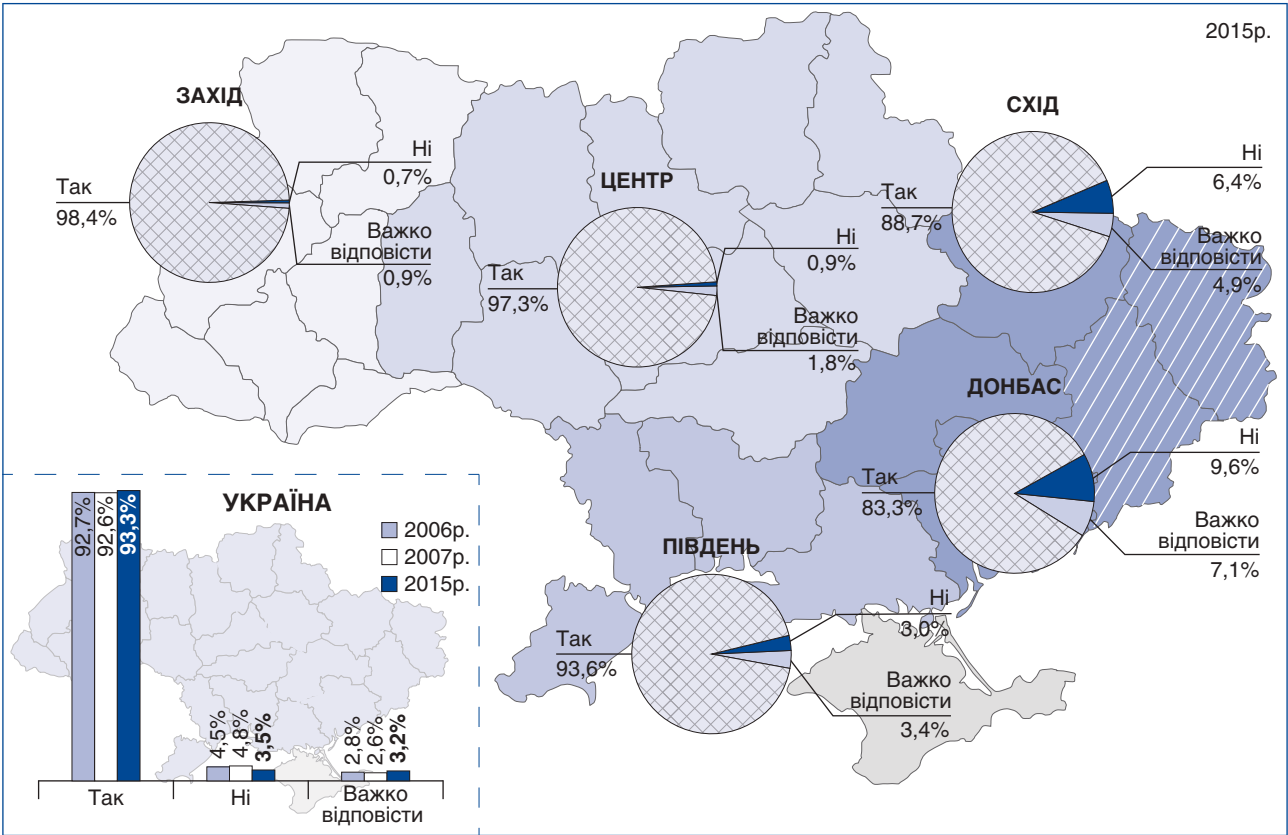 2015р.
ЗАХІД
Так
98,4%
Ні
0,7%
Важко
відповісти
0,9%
ЦЕНТР
Так
97,3%
Ні
0,9%
Важко
відповісти
1,8%
СХІД
Так
88,7%
Ні
6,4%
Важко
відповісти
4,9%
ДОНБАС
Так
83,3%
Ні
9,6%
Важко
відповісти
7,1%
ПІВДЕНЬ
Так
93,6%
Ні
3,0%
Важко
відповісти
3,4%
УКРАЇНА
2006р.
2007р.
2015р.
92,7%
92,6%
93,3%
4,5%
4,8%
3,5%
2,8%
2,6%
3,2%
Так
Ні
Важко
відповісти